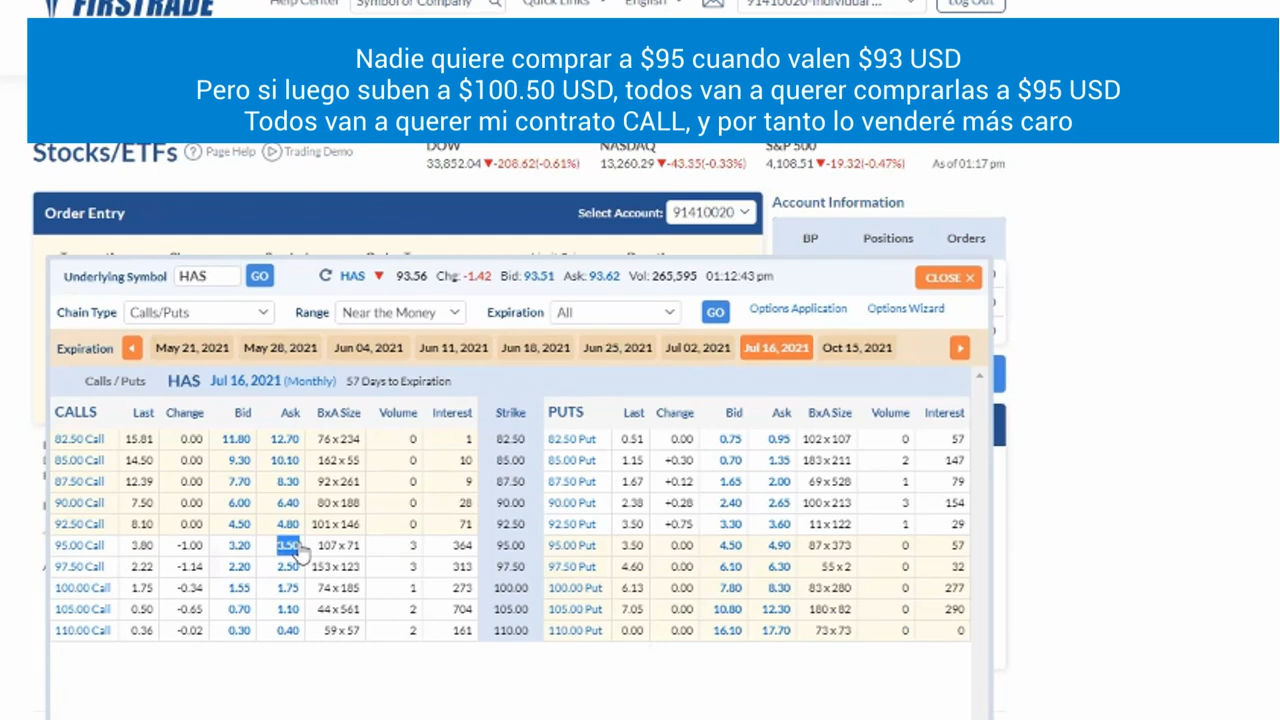 FIRSTRADE Help Center Symbol or Company Quick Links English 91410020-Individual ... Log Out
Nadie quiere comprar a $95 cuando valen $93 USD
Pero si luego suben a $100.50 USD, todos van a querer comprarlas a $95 USD
Todos van a querer mi contrato CALL, y por tanto lo venderé más caro
Stocks/ETFs ? Page Help Trading Demo DOW NASDAQ S&P 500
33,852.04 ▼-208.62(-0.61%) 13,260.29 ▼-43.35(-0.33%) 4,108.51 ▼-19.32(-0.47%) As of 01:17 pm
Order Entry Select Account: 91410020 Account Information
BP Positions Orders
Underlying Symbol HAS GO HAS ▼ 93.56 Chg: -1.42 Bid: 93.51 Ask: 93.62 Vol: 265,595 01:12:43 pm CLOSE X
Chain Type Calls/Puts Range Near the Money Expiration All GO Options Application Options Wizard
Expiration May 21, 2021 May 28, 2021 Jun 04, 2021 Jun 11, 2021 Jun 18, 2021 Jun 25, 2021 Jul 02, 2021 Jul 16, 2021 Oct 15, 2021
Calls / Puts HAS Jul 16, 2021 (Monthly) 57 Days to Expiration
CALLS Last Change Bid Ask BxA Size Volume Interest Strike PUTS Last Change Bid Ask BxA Size Volume Interest
82.50 Call 15.81 0.00 11.80 12.70 76 x 234 0 1 82.50 82.50 Put 0.51 0.00 0.75 0.95 102 x 107 0 57
85.00 Call 14.50 0.00 9.30 10.10 162 x 55 0 10 85.00 85.00 Put 1.15 +0.30 0.70 1.35 183 x 211 2 147
87.50 Call 12.39 0.00 7.70 8.30 92 x 261 0 9 87.50 87.50 Put 1.67 +0.12 1.65 2.00 69 x 528 1 79
90.00 Call 7.50 0.00 6.00 6.40 80 x 188 0 28 90.00 90.00 Put 2.38 +0.28 2.40 2.65 100 x 213 3 154
92.50 Call 8.10 0.00 4.50 4.80 101 x 146 0 71 92.50 92.50 Put 3.50 +0.75 3.30 3.60 11 x 122 1 29
95.00 Call 3.80 -1.00 3.20 3.50 107 x 71 3 364 95.00 95.00 Put 3.50 0.00 4.50 4.90 87 x 373 0 57
97.50 Call 2.22 -1.14 2.20 2.50 153 x 123 3 313 97.50 97.50 Put 4.60 0.00 6.10 6.30 55 x 2 0 32
100.00 Call 1.75 -0.34 1.55 1.75 74 x 185 1 273 100.00 100.00 Put 6.13 0.00 7.80 8.30 83 x 280 0 277
105.00 Call 0.50 -0.65 0.70 1.10 44 x 561 2 704 105.00 105.00 Put 7.05 0.00 10.80 12.30 180 x 82 0 290
110.00 Call 0.36 -0.02 0.30 0.40 59 x 57 2 161 110.00 110.00 Put 0.00 0.00 16.10 17.70 73 x 73 0 0